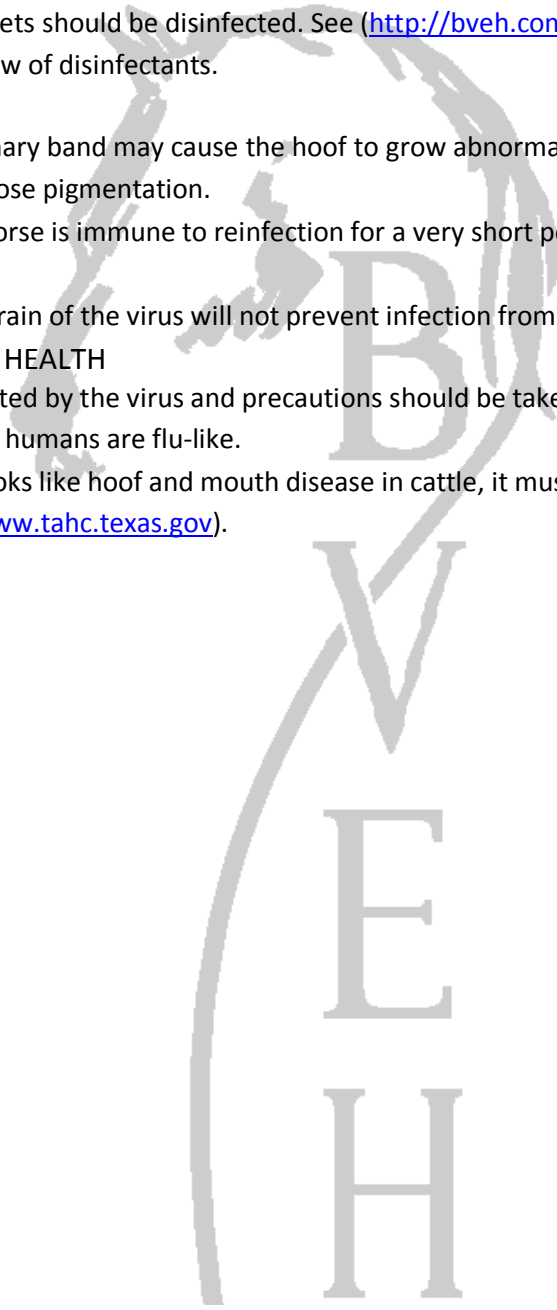 ets should be disinfected. See (http://bveh.com
w of disinfectants.
ary band may cause the hoof to grow abnorma
ose pigmentation.
orse is immune to reinfection for a very short p
rain of the virus will not prevent infection from
HEALTH
ted by the virus and precautions should be take
humans are flu-like.
oks like hoof and mouth disease in cattle, it mus
ww.tahc.texas.gov).
B
V
E
H